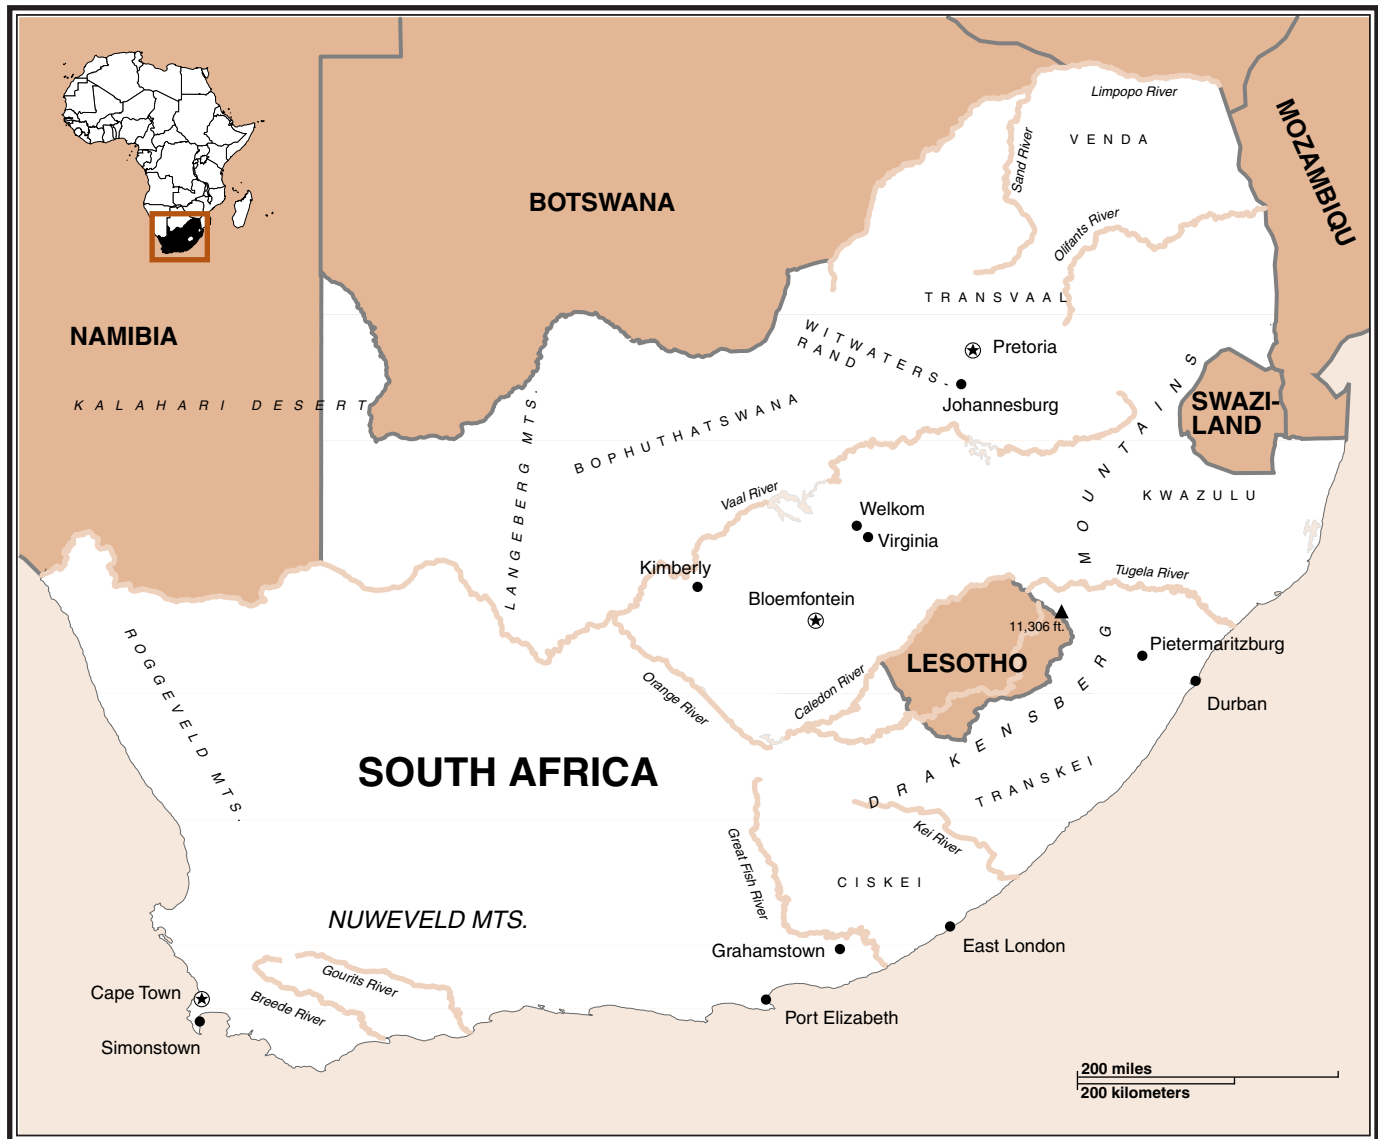 Limpopo River
VENDA
MOZAMBIQU
Sand River
BOTSWANA
Olifants River
TRANSVAAL
NAMIBIA
WITWATERS-
RAND
Pretoria
KALAHARI DESERT
Johannesburg
SWAZI-
LAND
LANGEBERG MTS.
BOPHUTHATSWANA
Vaal River
KWAZULU
Welkom
Virginia
Kimberly
Tugela River
Bloemfontein
11,306 ft.
Pietermaritzburg
LESOTHO
ROGGEVELD MTS.
Orange River
Caledon River
Durban
DRAKENSBERG
MOUNTAINS
SOUTH AFRICA
TRANSKEI
Great Fish River
Kei River
CISKEI
NUWEVELD MTS.
Grahamstown
East London
Gourits River
Cape Town
Breede River
Port Elizabeth
Simonstown
200 miles
200 kilometers